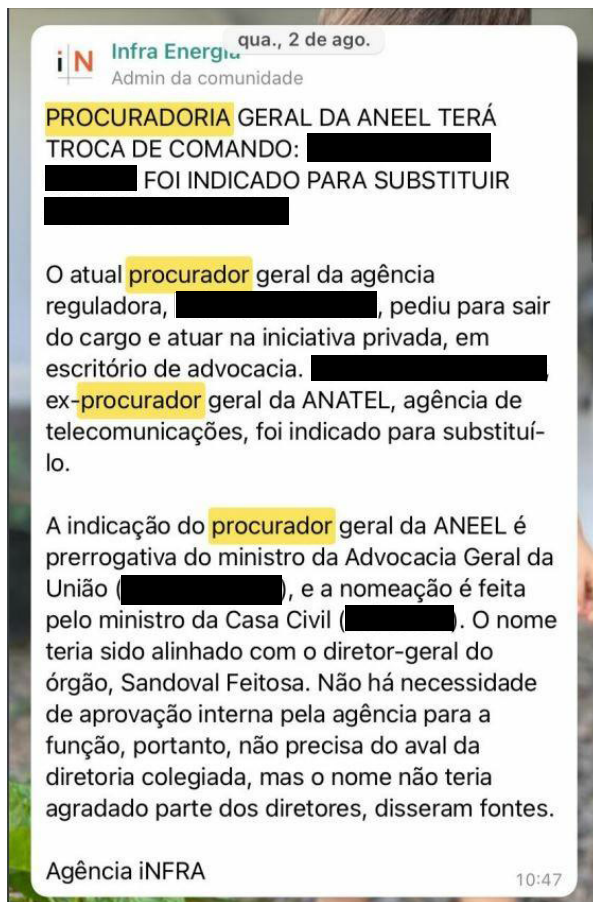 qua., 2 de ago.
iN Infra Energia
Admin da comunidade
PROCURADORIA GERAL DA ANEEL TERÁ
TROCA DE COMANDO:
FOI INDICADO PARA SUBSTITUIR
O atual procurador geral da agência
reguladora, , pediu para sair
do cargo e atuar na iniciativa privada, em
escritório de advocacia. ,
ex-procurador geral da ANATEL, agência de
telecomunicações, foi indicado para substituí-
lo.
A indicação do procurador geral da ANEEL é
prerrogativa do ministro da Advocacia Geral da
União ( ), e a nomeação é feita
pelo ministro da Casa Civil ( ). O nome
teria sido alinhado com o diretor-geral do
órgão, Sandoval Feitosa. Não há necessidade
de aprovação interna pela agência para a
função, portanto, não precisa do aval da
diretoria colegiada, mas o nome não teria
agradado parte dos diretores, disseram fontes.
Agência iNFRA
10:47